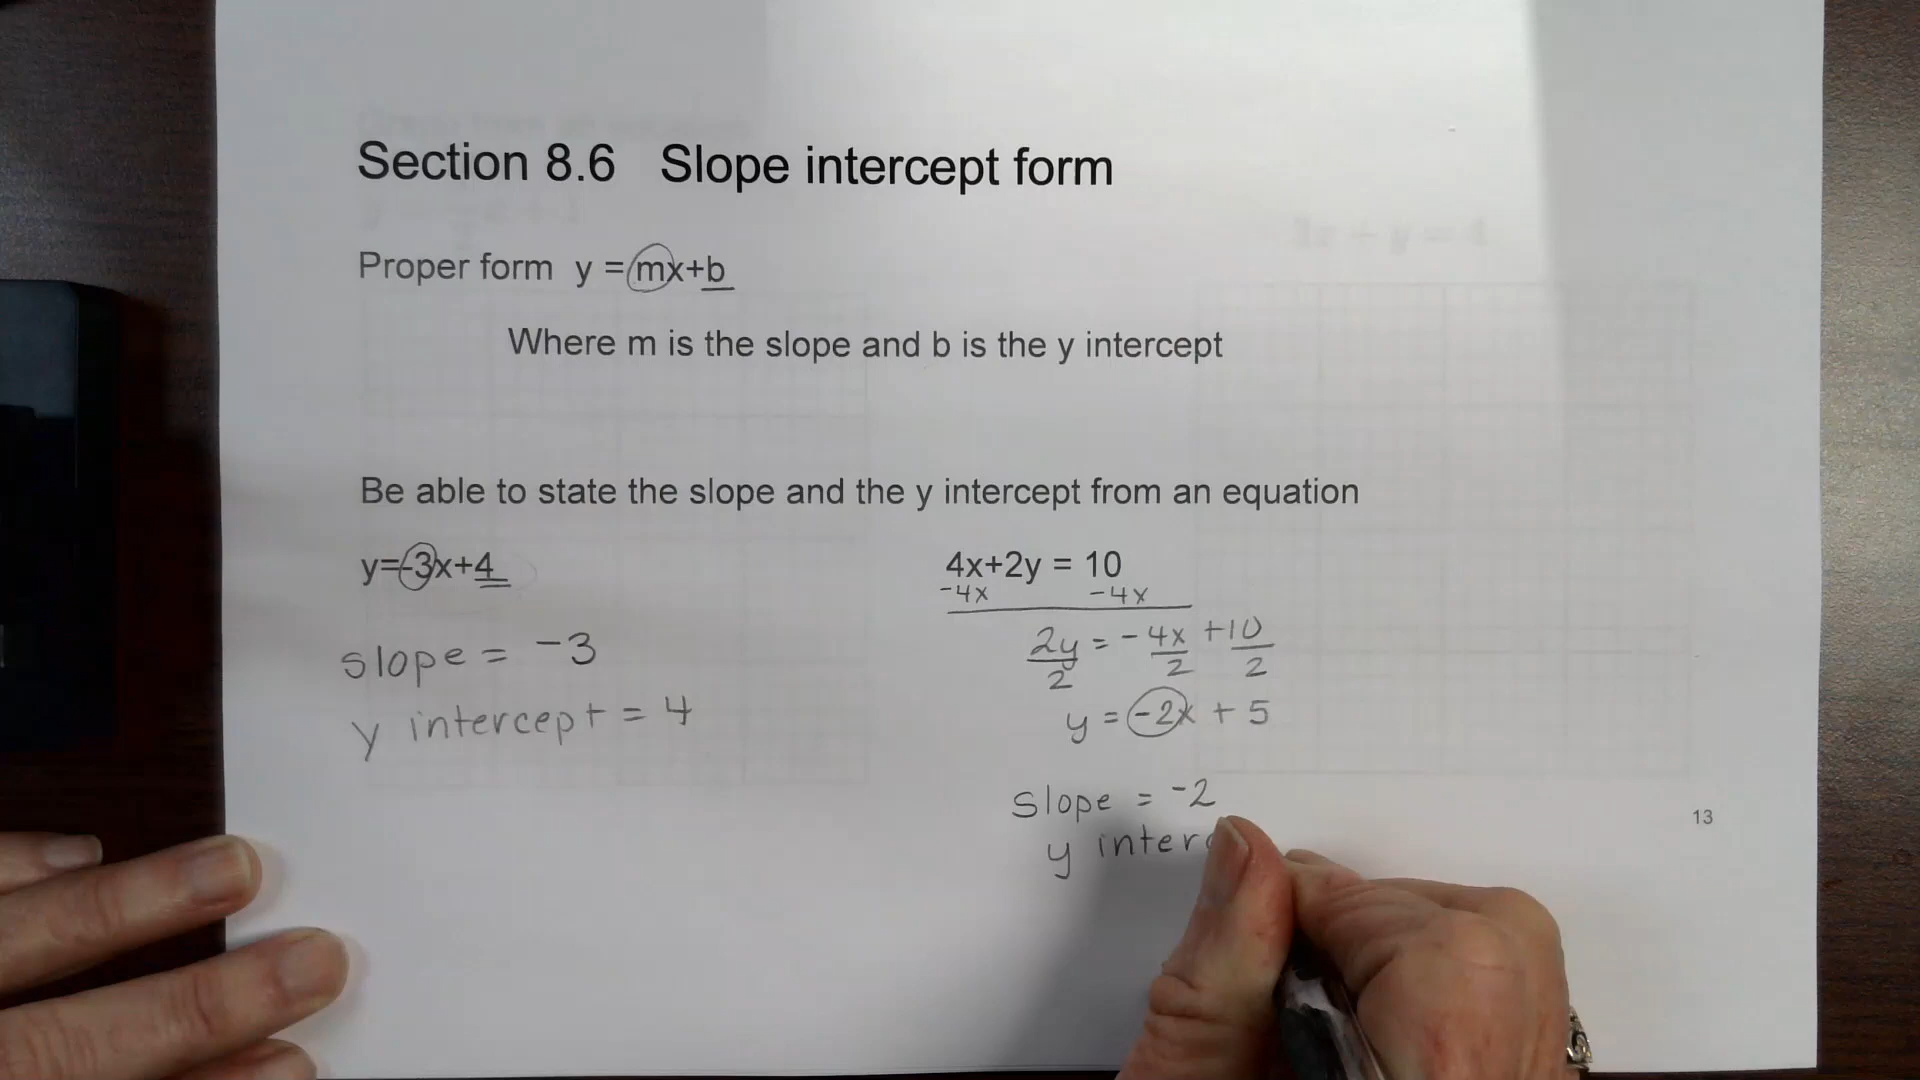 Section 8.6 Slope intercept form
Proper form y = mx+b
Where m is the slope and b is the y intercept
Be able to state the slope and the y intercept from an equation
y=-3x+4
slope = -3
y intercept = 4
4x+2y = 10
-4x -4x
2y = -4x +10
2 2 2
y = -2x + 5
slope = -2
y inter
13